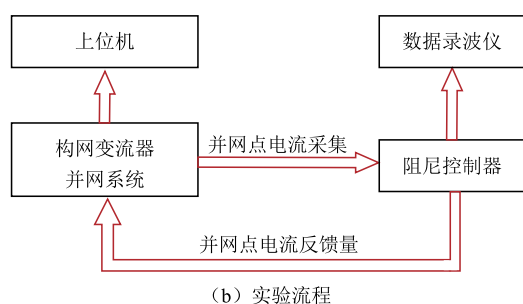 上位机
数据录波仪
构网变流器
并网系统
并网点电流采集
阻尼控制器
并网点电流反馈量
（b）实验流程